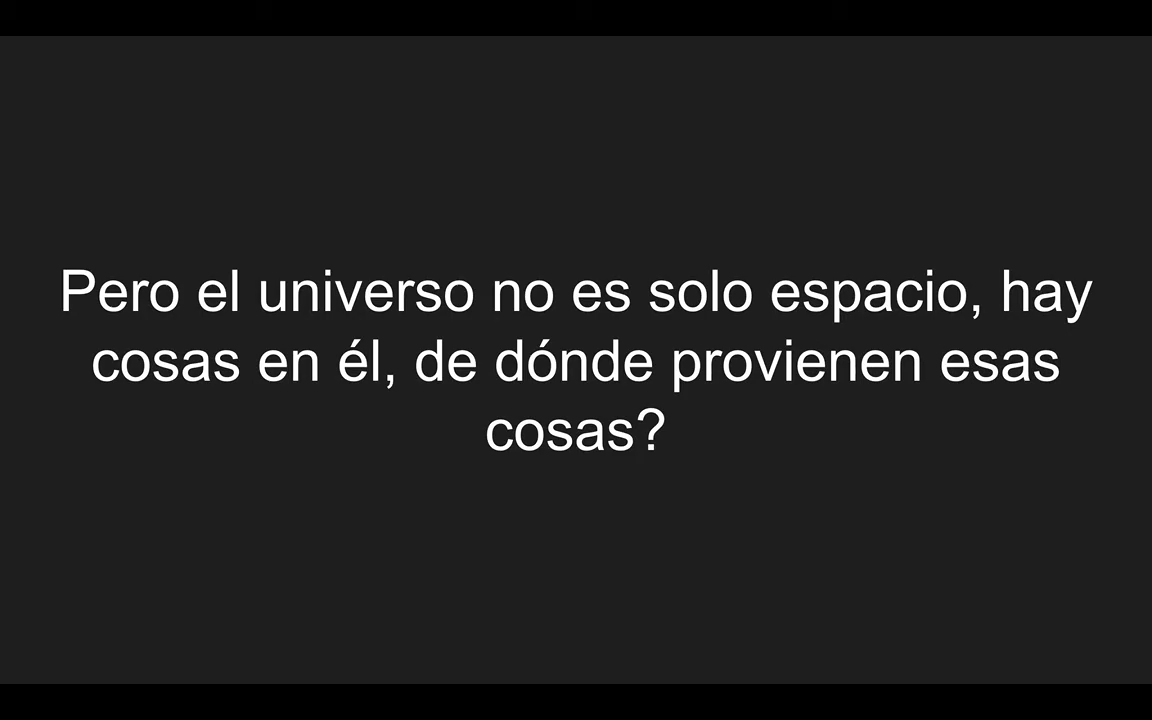 Pero el universo no es solo espacio, hay
cosas en él, de dónde provienen esas
cosas?